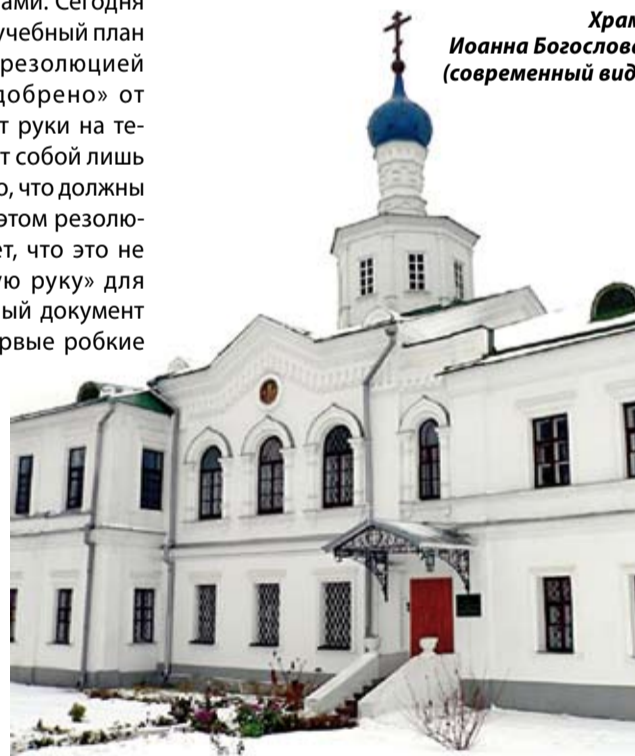 ами. Сегодня
учебный план
резолюцией
добрено» от
т руки на те-
т собой лишь
о, что должны
этом резолю-
ет, что это не
ую руку» для
ый документ
рвые робкие
Храм
Иоанна Богослова
(современный вид